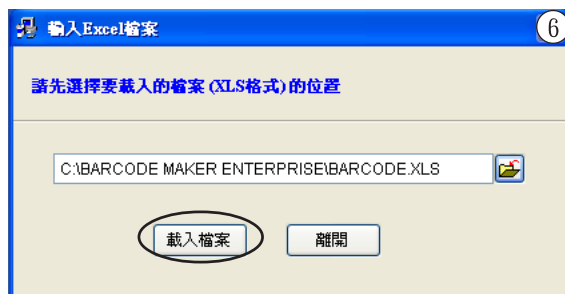 輸入Excel檔案
6
請先選擇要載入的檔案 (XLS格式) 的位置
C:\BARCODE MAKER ENTERPRISE\BARCODE.XLS
載入檔案
離開